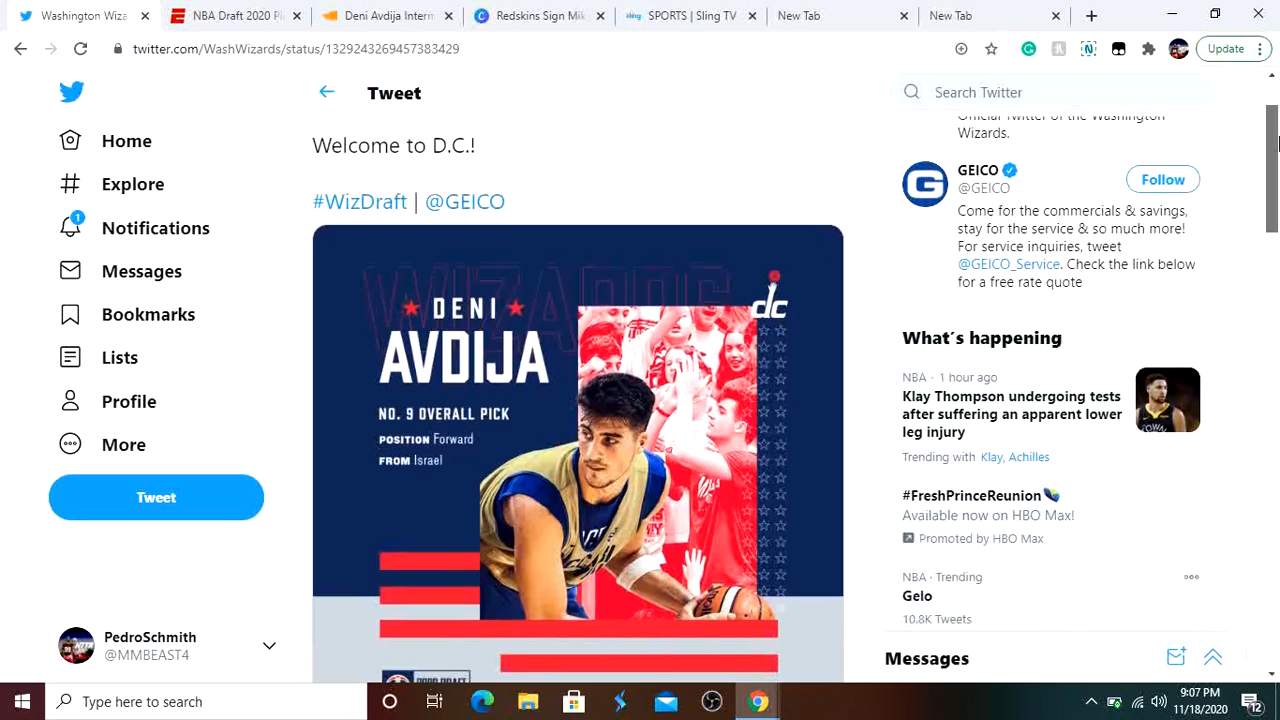 Washington Wiza
NBA Draft 2020 Pi
Deni Avdija Intern
Redskins Sign Mik
sling
SPORTS | Sling TV
New Tab
New Tab
twitter.com/WashWizards/status/1329243269457383429
Update
Tweet
Search Twitter
Home
Explore
1
Notifications
Messages
Bookmarks
Lists
Profile
More
Tweet
PedroSchmith
@MMBEAST4
Welcome to D.C.!
#WizDraft | @GEICO
WIZARDS
DENI
AVDIJA
dc
NO. 9 OVERALL PICK
POSITION Forward
FROM Israel
2020 DRAFT
Official Twitter of the Washington
Wizards.
GEICO
@GEICO
Follow
Come for the commercials & savings,
stay for the service & so much more!
For service inquiries, tweet
@GEICO_Service. Check the link below
for a free rate quote
What's happening
NBA · 1 hour ago
Klay Thompson undergoing tests
after suffering an apparent lower
leg injury
Trending with Klay, Achilles
#FreshPrinceReunion
Available now on HBO Max!
Promoted by HBO Max
NBA · Trending
Gelo
10.8K Tweets
Messages
Type here to search
9:07 PM
11/18/2020
12